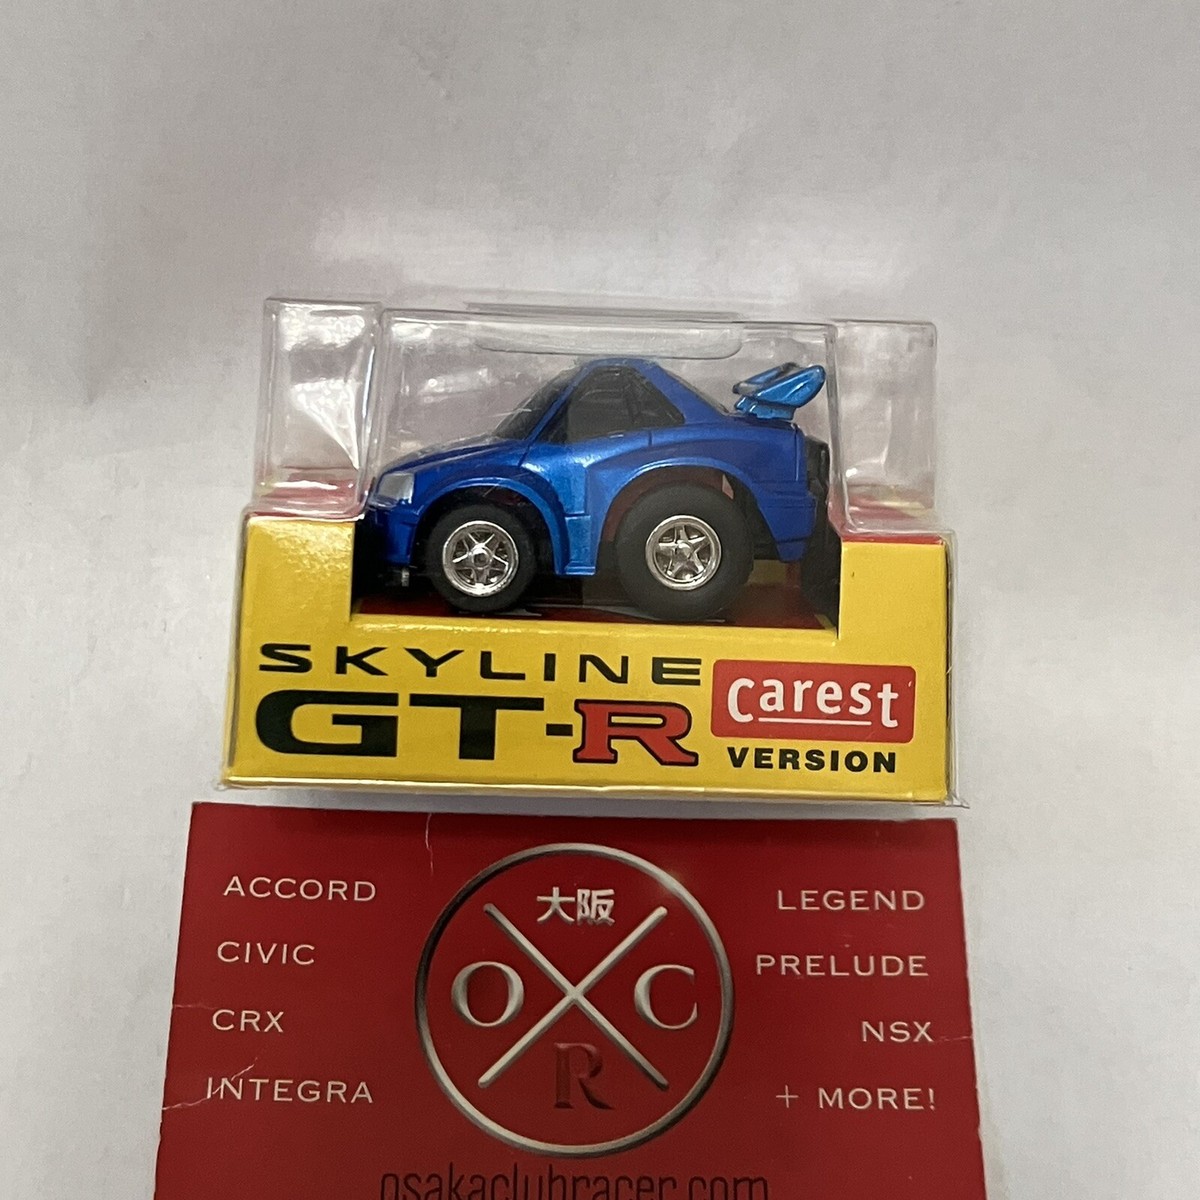 SKYLINE
GT-R
carest
VERSION
ACCORD
CIVIC
CRX
INTEGRA
大阪
O C
R
LEGEND
PRELUDE
NSX
+ MORE!
osakaclubracer.com